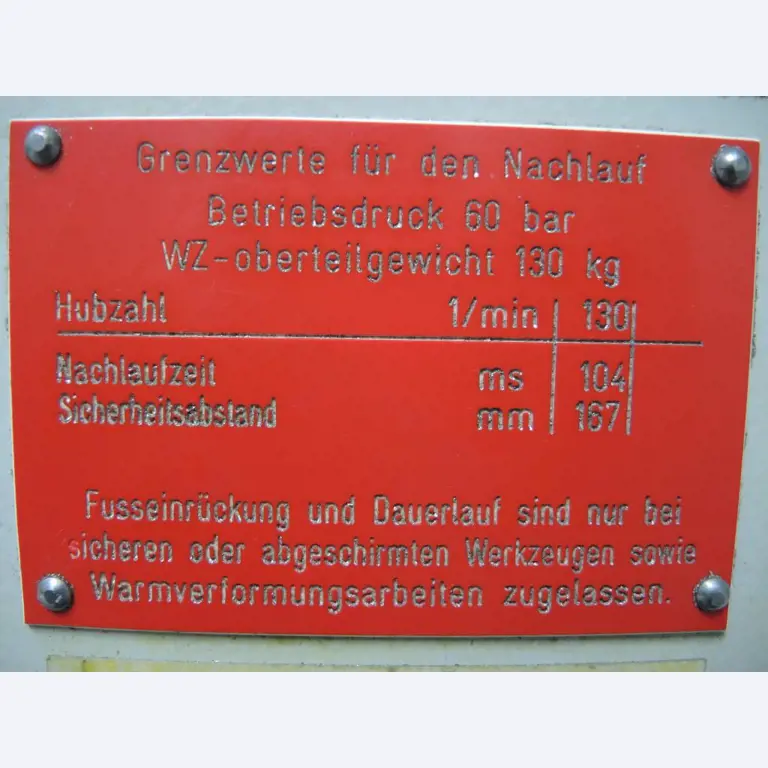 Grenzwerte für den Nachlauf
Betriebsdruck 60 bar
WZ-oberteilgewicht 130 kg
Hubzahl 1/min 130
Nachlaufzeit ms 104
Sicherheitsabstand mm 167
Fusseinrückung und Dauerlauf sind nur bei
sicheren oder abgeschirmten Werkzeugen sowie
Warmverformungsarbeiten zugelassen.